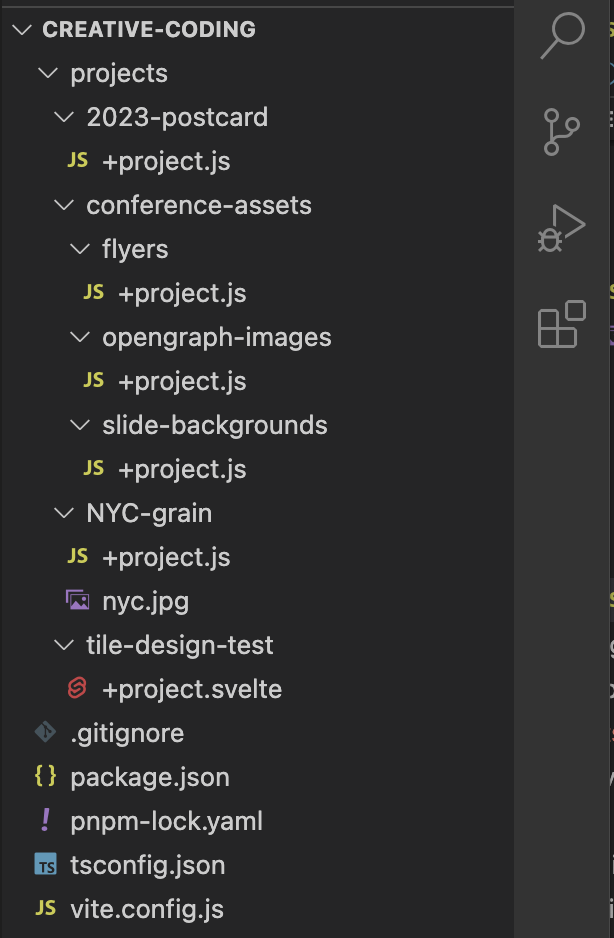 CREATIVE-CODING
projects
2023-postcard
JS +project.js
conference-assets
flyers
JS +project.js
opengraph-images
JS +project.js
slide-backgrounds
JS +project.js
NYC-grain
JS +project.js
nyc.jpg
tile-design-test
+project.svelte
.gitignore
{} package.json
! pnpm-lock.yaml
TS tsconfig.json
JS vite.config.js